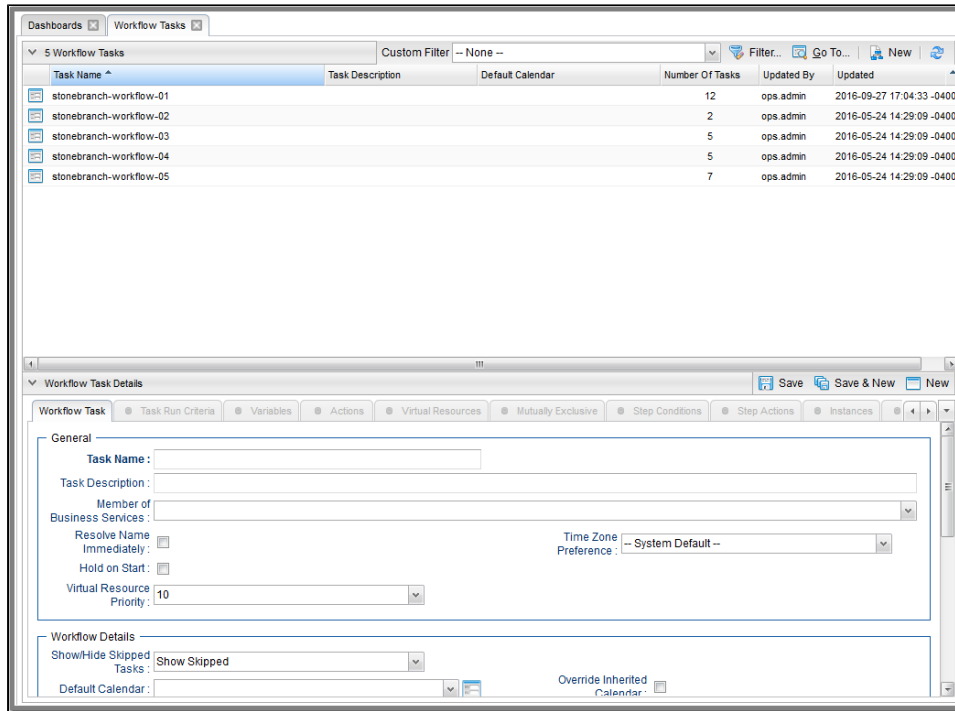 Dashboards Workflow Tasks
5 Workflow Tasks Custom Filter -- None -- Filter... Go To... New
Task Name Task Description Default Calendar Number Of Tasks Updated By Updated
stonebranch-workflow-01 12 ops.admin 2016-09-27 17:04:33 -0400
stonebranch-workflow-02 2 ops.admin 2016-05-24 14:29:09 -0400
stonebranch-workflow-03 5 ops.admin 2016-05-24 14:29:09 -0400
stonebranch-workflow-04 5 ops.admin 2016-05-24 14:29:09 -0400
stonebranch-workflow-05 7 ops.admin 2016-05-24 14:29:09 -0400
Workflow Task Details Save Save & New New
Workflow Task Task Run Criteria Variables Actions Virtual Resources Mutually Exclusive Step Conditions Step Actions Instances
General
Task Name :
Task Description :
Member of
Business Services :
Resolve Name
Immediately :
Time Zone
Preference : -- System Default --
Hold on Start :
Virtual Resource
Priority : 10
Workflow Details
Show/Hide Skipped
Tasks : Show Skipped
Default Calendar :
Override Inherited
Calendar :